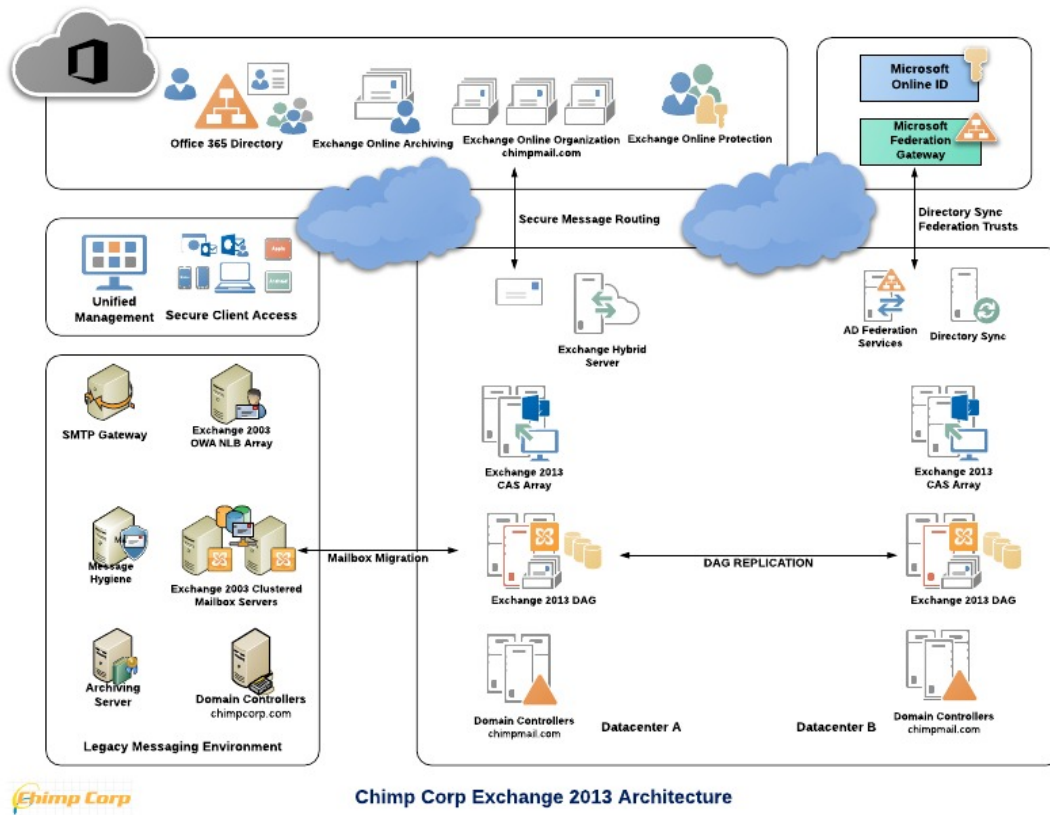 Office 365 Directory
Exchange Online Archiving
Exchange Online Organization
chimpmail.com
Exchange Online Protection
Microsoft
Online ID
Microsoft
Federation
Gateway
Secure Message Routing
Directory Sync
Federation Trusts
Unified
Management
Secure Client Access
Apple
Exchange Hybrid
Server
AD Federation
Services
Directory Sync
SMTP Gateway
Exchange 2003
OWA NLB Array
Exchange 2013
CAS Array
Exchange 2013
CAS Array
Message
Hygiene
Exchange 2003 Clustered
Mailbox Servers
Mailbox Migration
Exchange 2013 DAG
DAG REPLICATION
Exchange 2013 DAG
Archiving
Server
Domain Controllers
chimpcorp.com
Domain Controllers
chimpmail.com
Datacenter A
Datacenter B
Domain Controllers
chimpmail.com
Legacy Messaging Environment
Chimp Corp
Chimp Corp Exchange 2013 Architecture